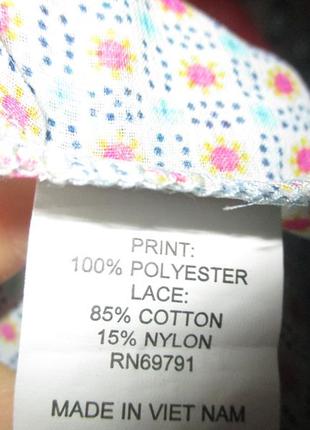 PRINT:
100% POLYESTER
LACE:
85% COTTON
15% NYLON
RN69791
MADE IN VIET NAM